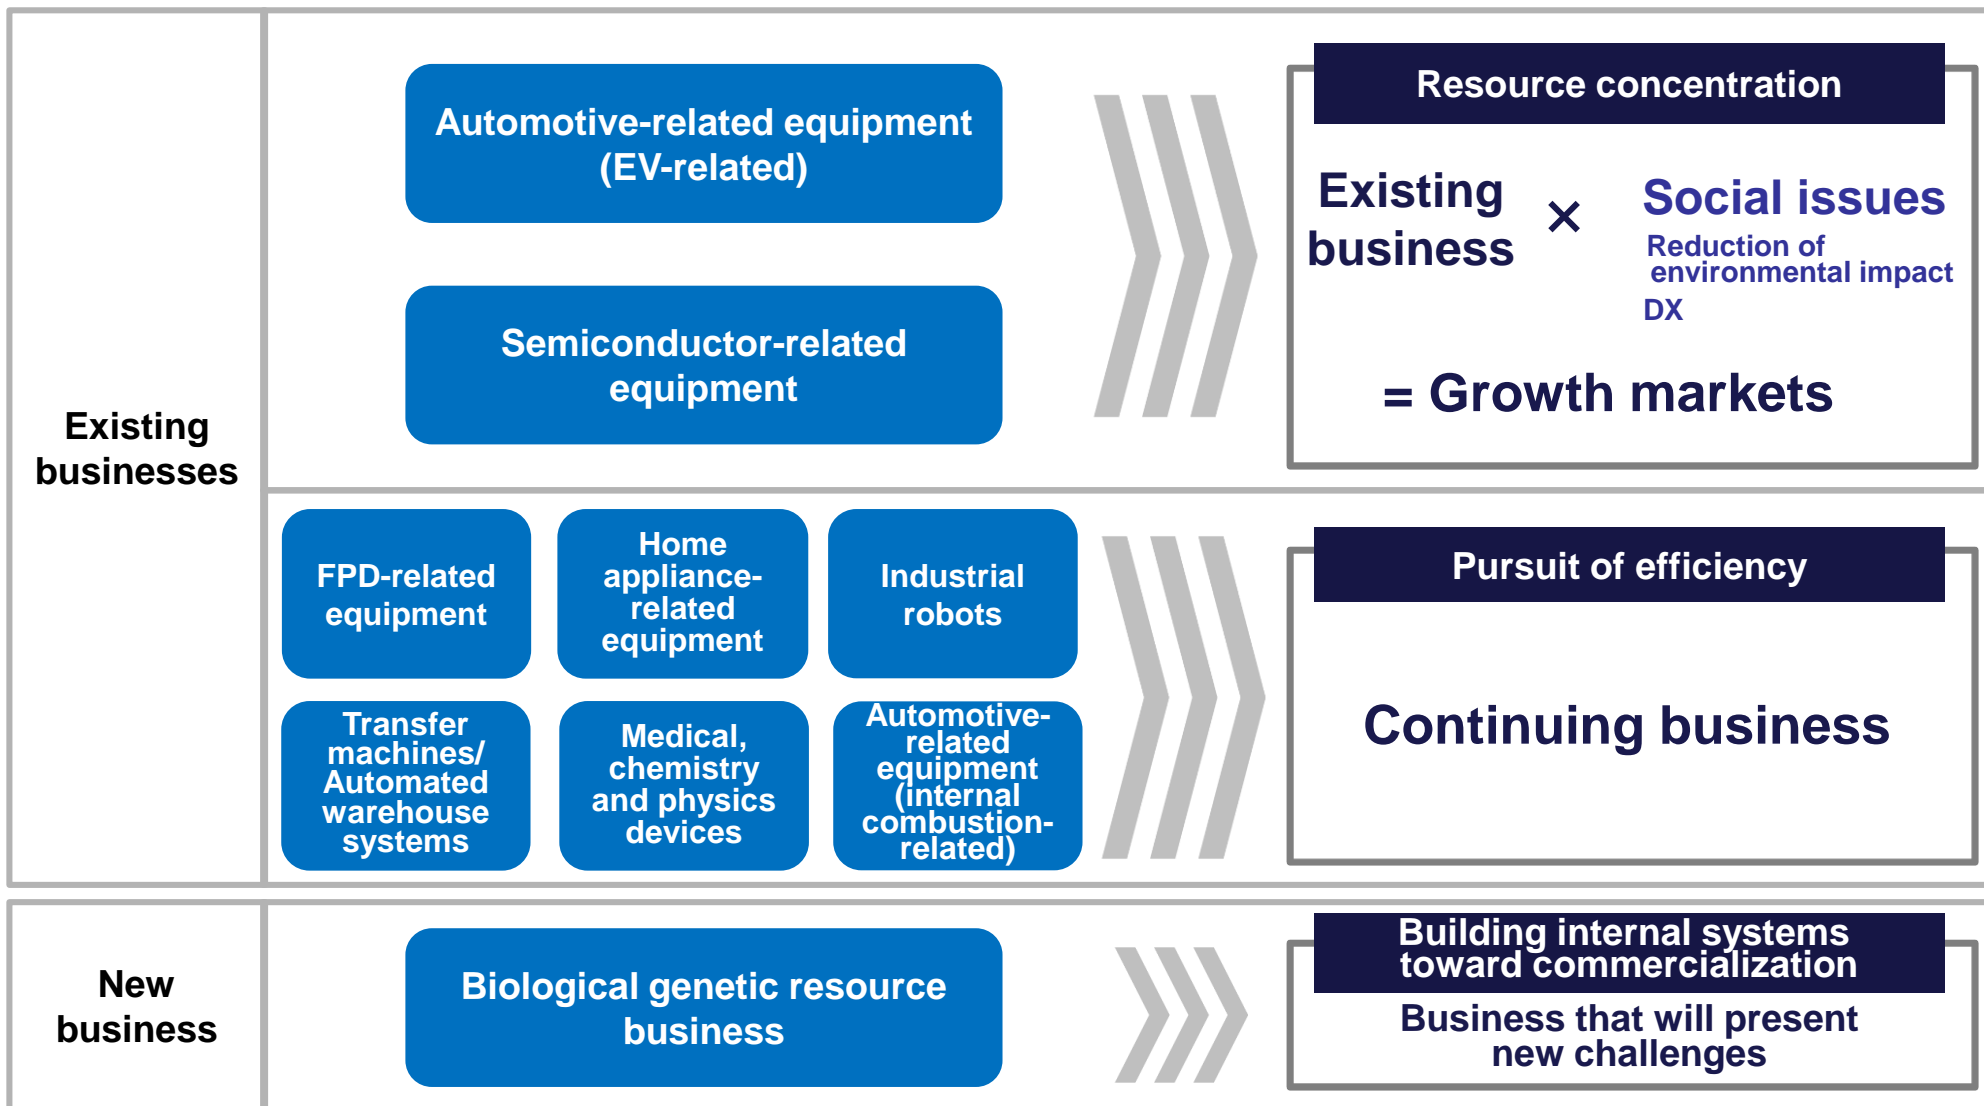 Existing
businesses
Automotive-related equipment
(EV-related)
Semiconductor-related
equipment
Resource concentration
Existing
business
×
Social issues
Reduction of
environmental impact
DX
= Growth markets
FPD-related
equipment
Home
appliance-
related
equipment
Industrial
robots
Transfer
machines/
Automated
warehouse
systems
Medical,
chemistry
and physics
devices
Automotive-
related
equipment
(internal
combustion-
related)
Pursuit of efficiency
Continuing business
New
business
Biological genetic resource
business
Building internal systems
toward commercialization
Business that will present
new challenges